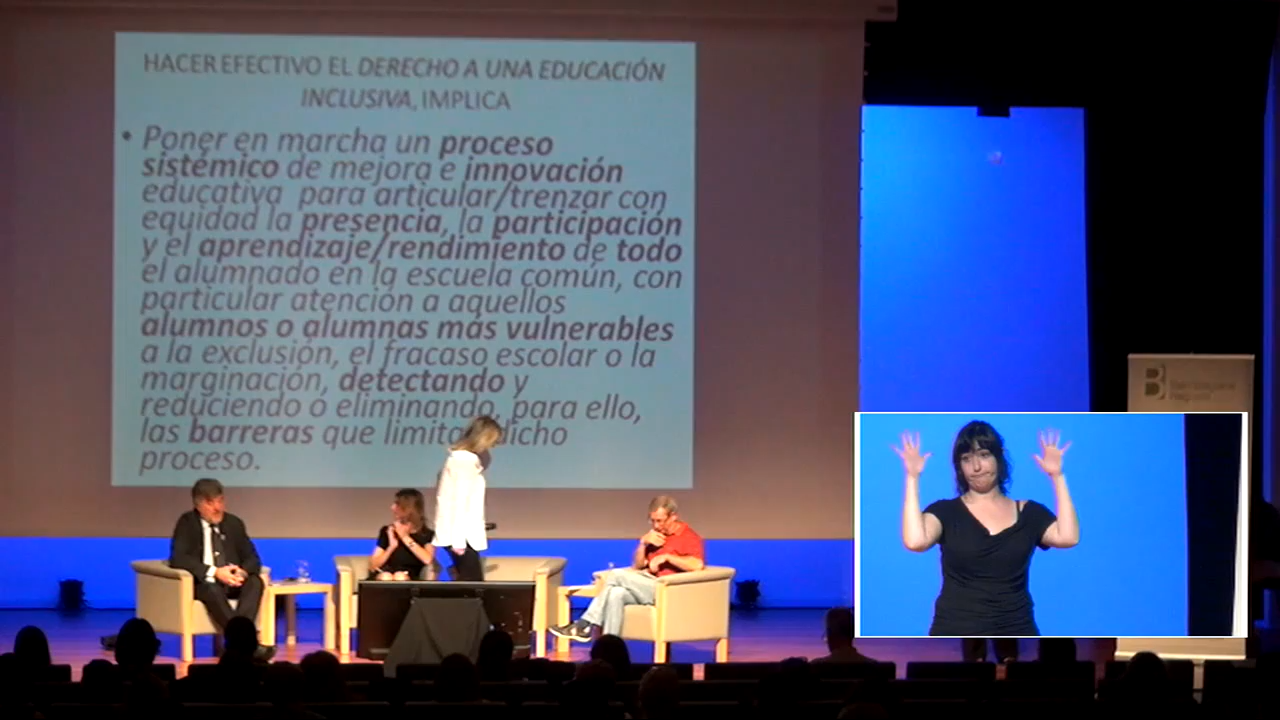 HACER EFECTIVO EL DERECHO A UNA EDUCACIÓN
INCLUSIVA, IMPLICA
• Poner en marcha un proceso
sistémico de mejora e innovación
educativa para articular/trenzar con
equidad la presencia, la participación
y el aprendizaje/rendimiento de todo
el alumnado en la escuela común, con
particular atención a aquellos
alumnos o alumnas más vulnerables
a la exclusión, el fracaso escolar o la
marginación, detectando y
reduciendo o eliminando, para ello,
las barreras que limita dicho
proceso.
B